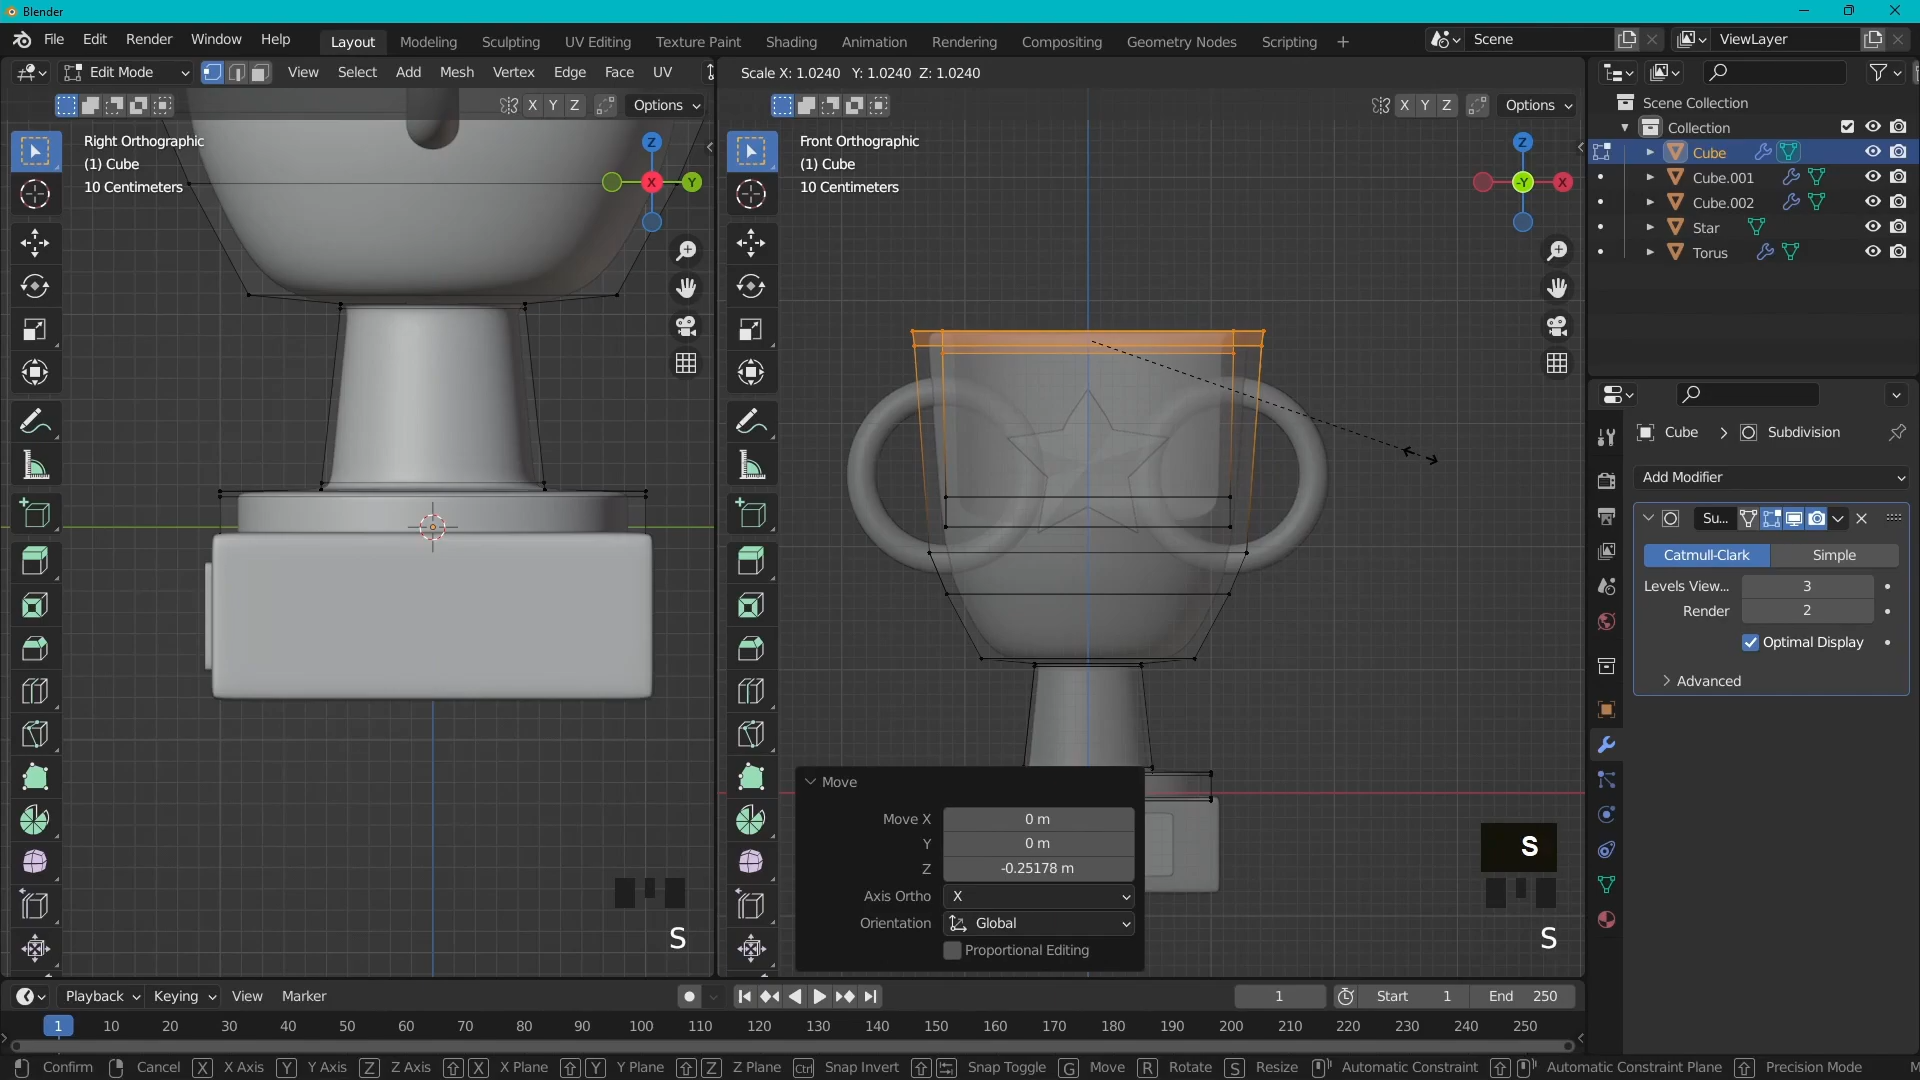 Blender
File Edit Render Window Help
Layout Modeling Sculpting UV Editing Texture Paint Shading Animation Rendering Compositing Geometry Nodes Scripting +
Scene
ViewLayer
Edit Mode
View Select Add Mesh Vertex Edge Face UV
Scale X: 1.0240 Y: 1.0240 Z: 1.0240
X Y Z Options
X Y Z Options
Right Orthographic
(1) Cube
10 Centimeters
Z
X
Y
S
Front Orthographic
(1) Cube
10 Centimeters
Z
-Y
X
S
S
Move
Move X 0 m
Y 0 m
Z -0.25178 m
Axis Ortho X
Orientation Global
Proportional Editing
Scene Collection
Collection
Cube
Cube.001
Cube.002
Star
Torus
Cube > Subdivision
Add Modifier
Su...
Catmull-Clark Simple
Levels View... 3
Render 2
Optimal Display
Advanced
Playback Keying View Marker
1 Start 1 End 250
1 10 20 30 40 50 60 70 80 90 100 110 120 130 140 150 160 170 180 190 200 210 220 230 240 250
Confirm Cancel X X Axis Y Y Axis Z Z Axis X X Plane Y Y Plane Z Z Plane Ctrl Snap Invert Snap Toggle G Move R Rotate S Resize Automatic Constraint Automatic Constraint Plane Precision Mode M